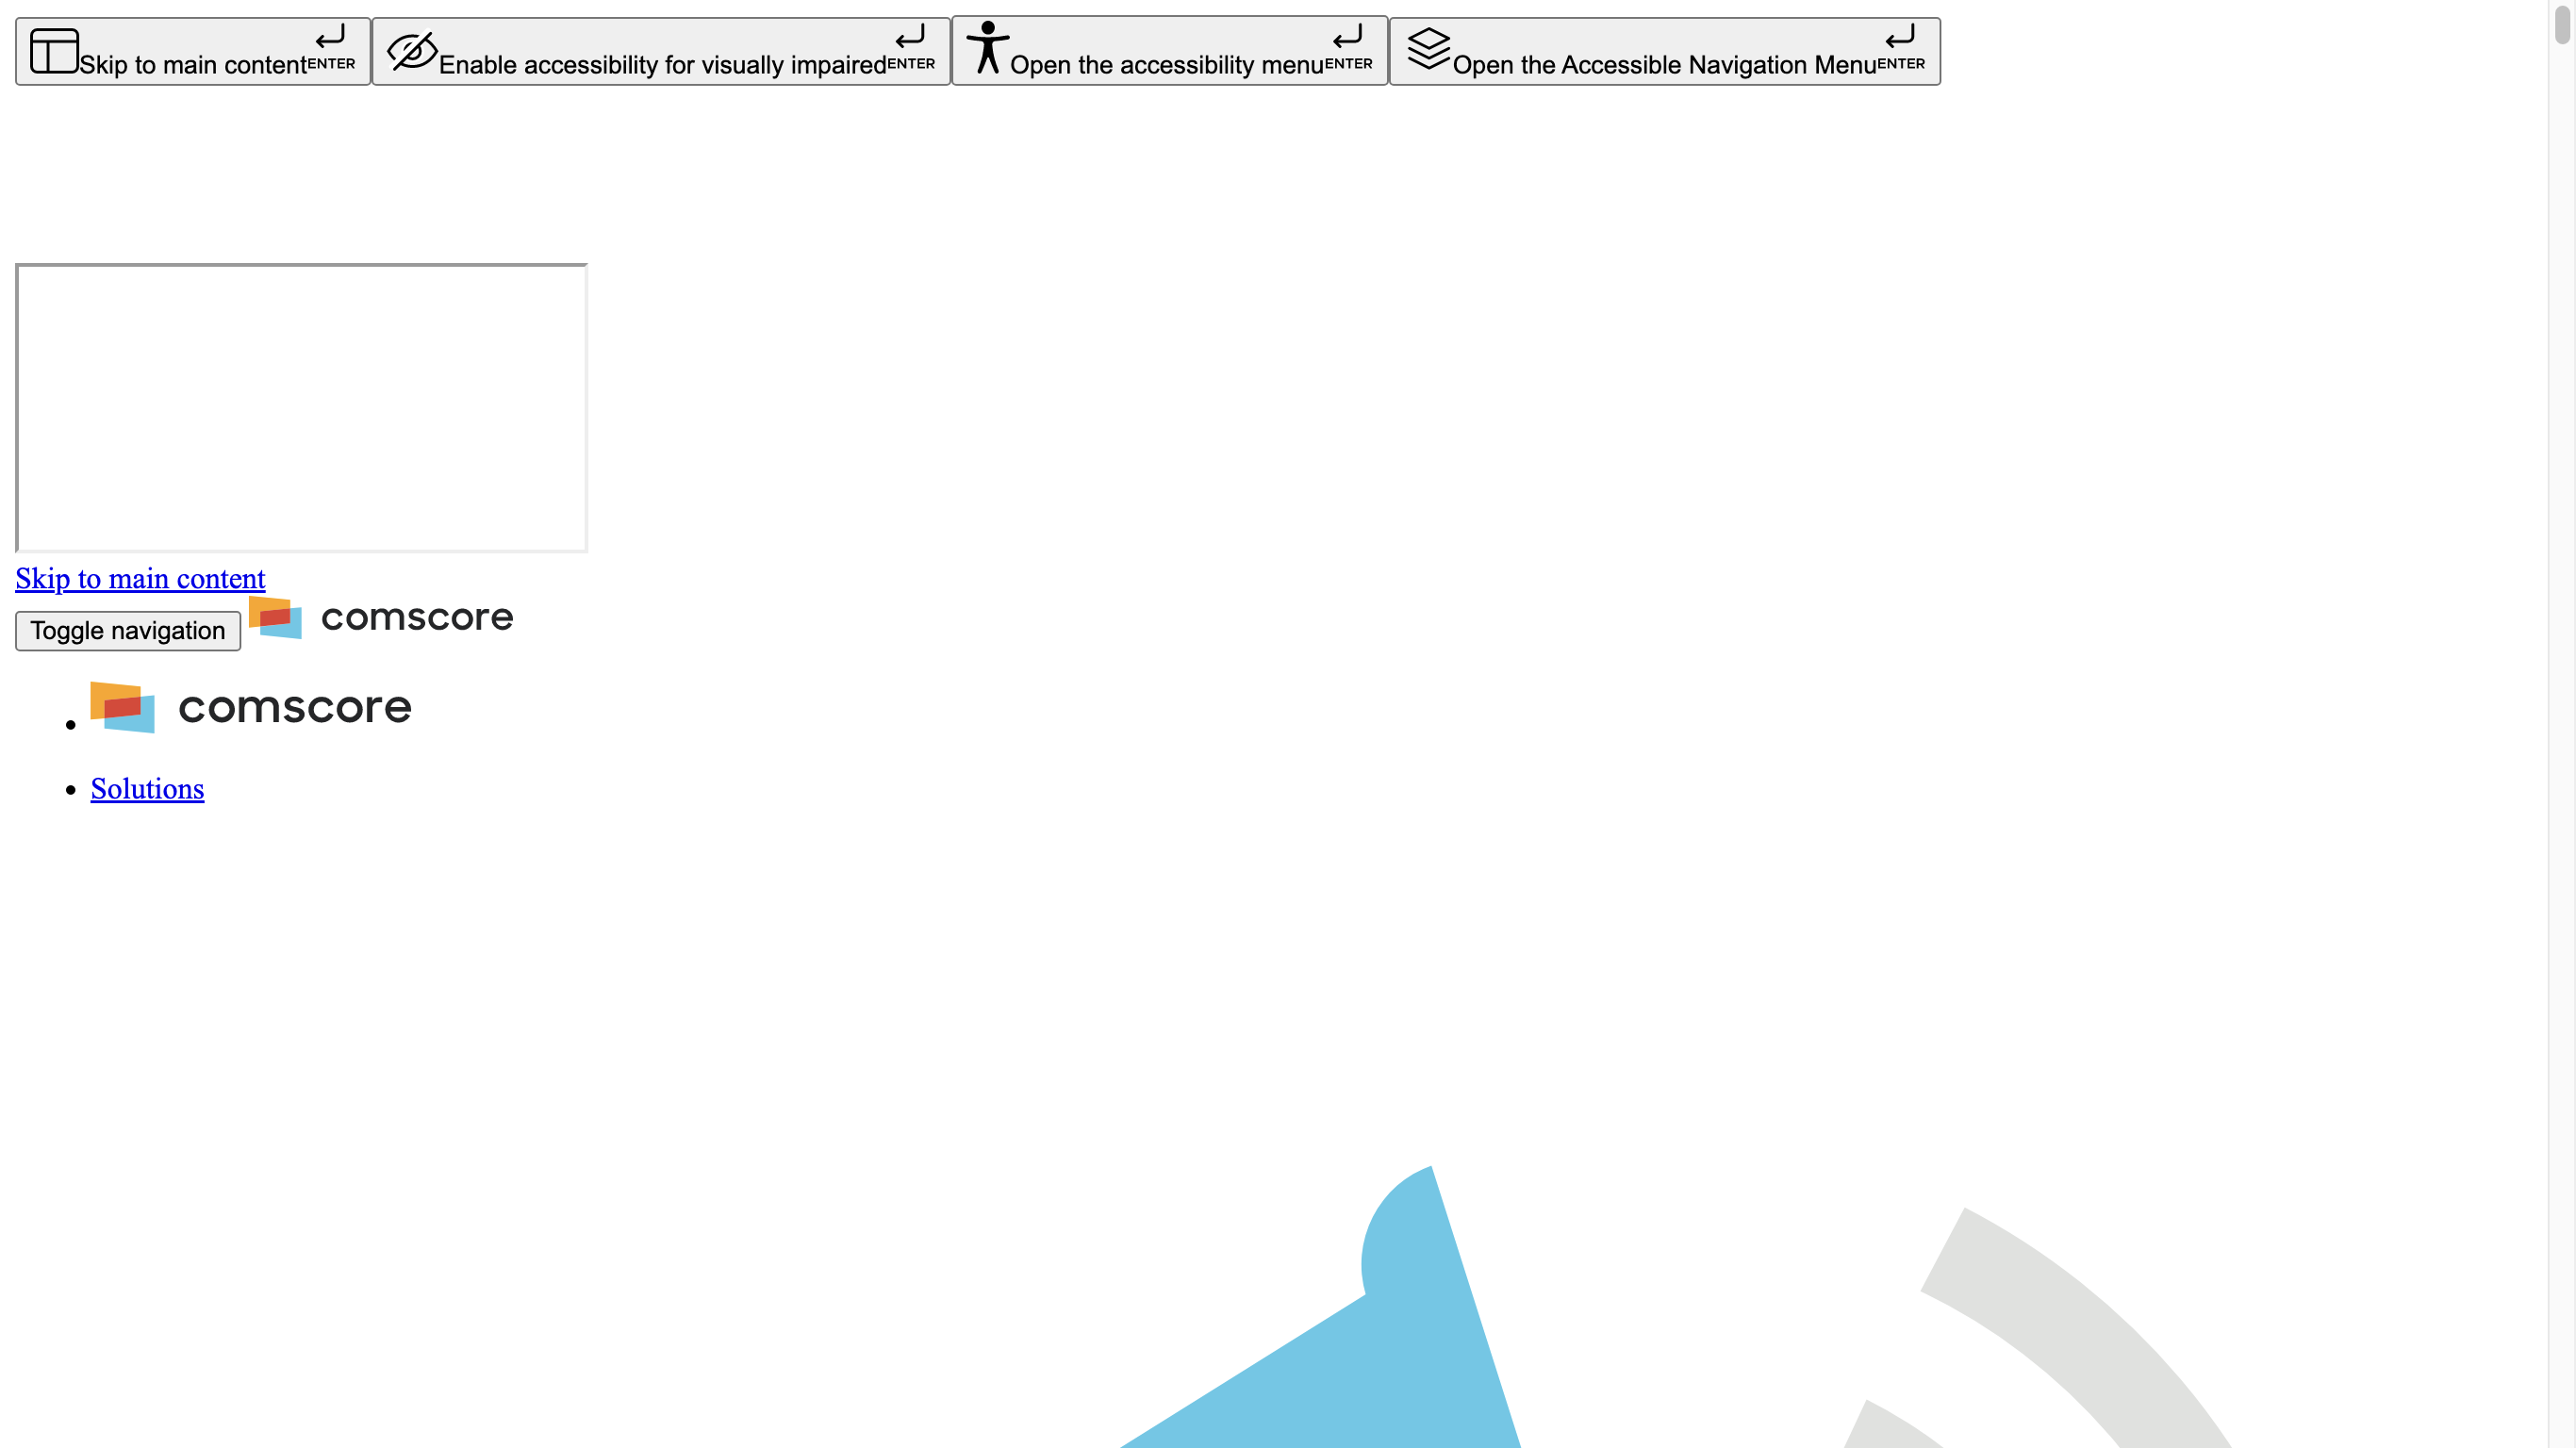 Skip to main content ENTER Enable accessibility for visually impaired ENTER Open the accessibility menu ENTER Open the Accessible Navigation Menu ENTER
Skip to main content
Toggle navigation comscore
comscore
Solutions